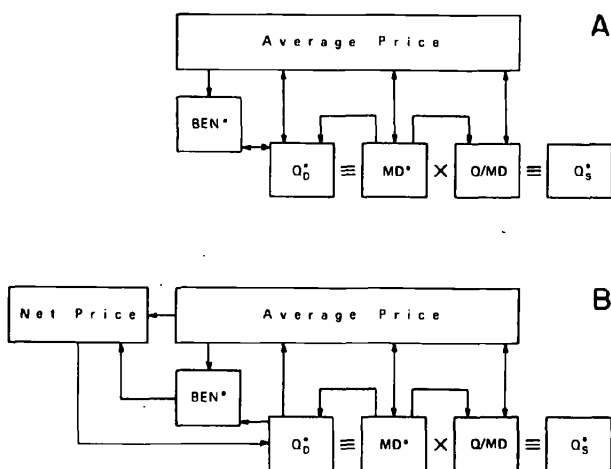 A
Average Price
BEN*
Q*D ≡ MD* × Q/MD ≡ Q*S
B
Net Price Average Price
BEN*
Q*D ≡ MD* × Q/MD ≡ Q*S